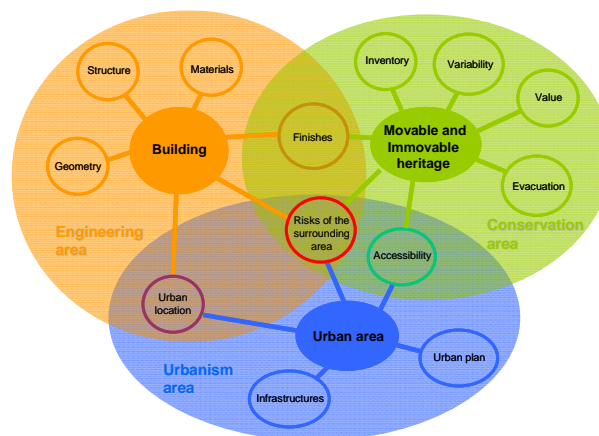 Structure
Materials
Inventory
Variability
Value
Building
Finishes
Movable and
Immovable
heritage
Geometry
Evacuation
Engineering
area
Risks of the
surrounding
area
Conservation
area
Accessibility
Urban
location
Urban area
Urban plan
Urbanism
area
Infrastructures